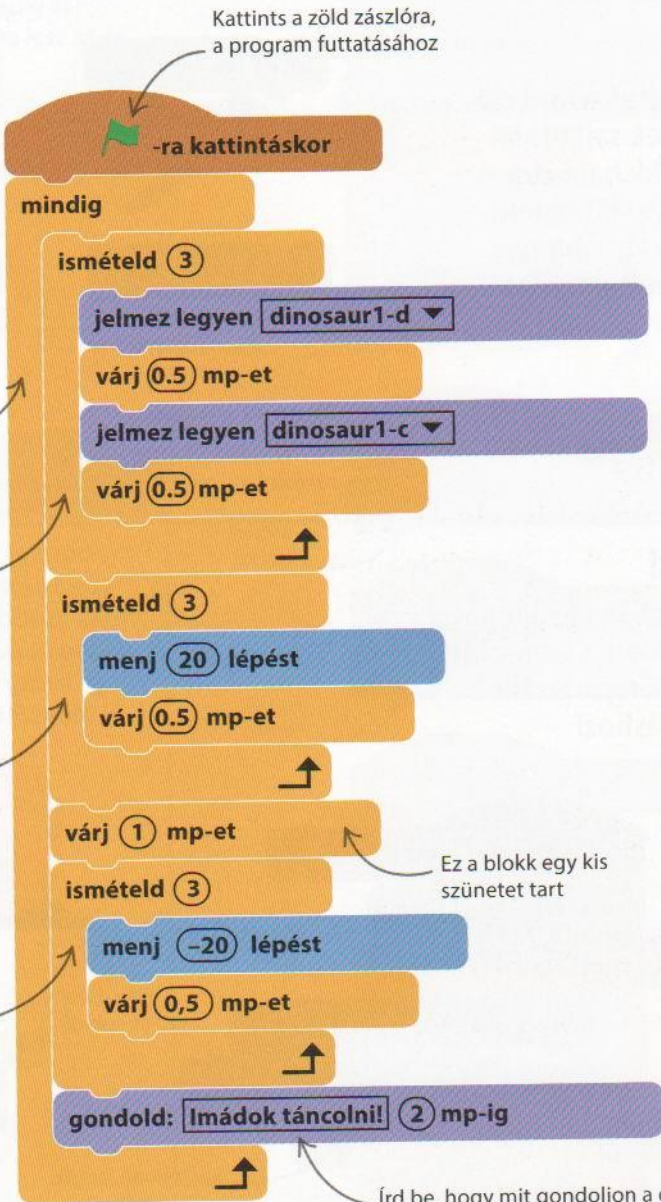 Kattints a zöld zászlóra,
a program futtatásához
-ra kattintáskor
mindig
ismételd 3
jelmez legyen dinosaur1-d
várj 0.5 mp-et
jelmez legyen dinosaur1-c
várj 0.5 mp-et
ismételd 3
menj 20 lépést
várj 0.5 mp-et
várj 1 mp-et
Ez a blokk egy kis
szünetet tart
ismételd 3
menj −20 lépést
várj 0,5 mp-et
gondold: Imádok táncolni! 2 mp-ig
Írd be, hogy mit gondoljon a